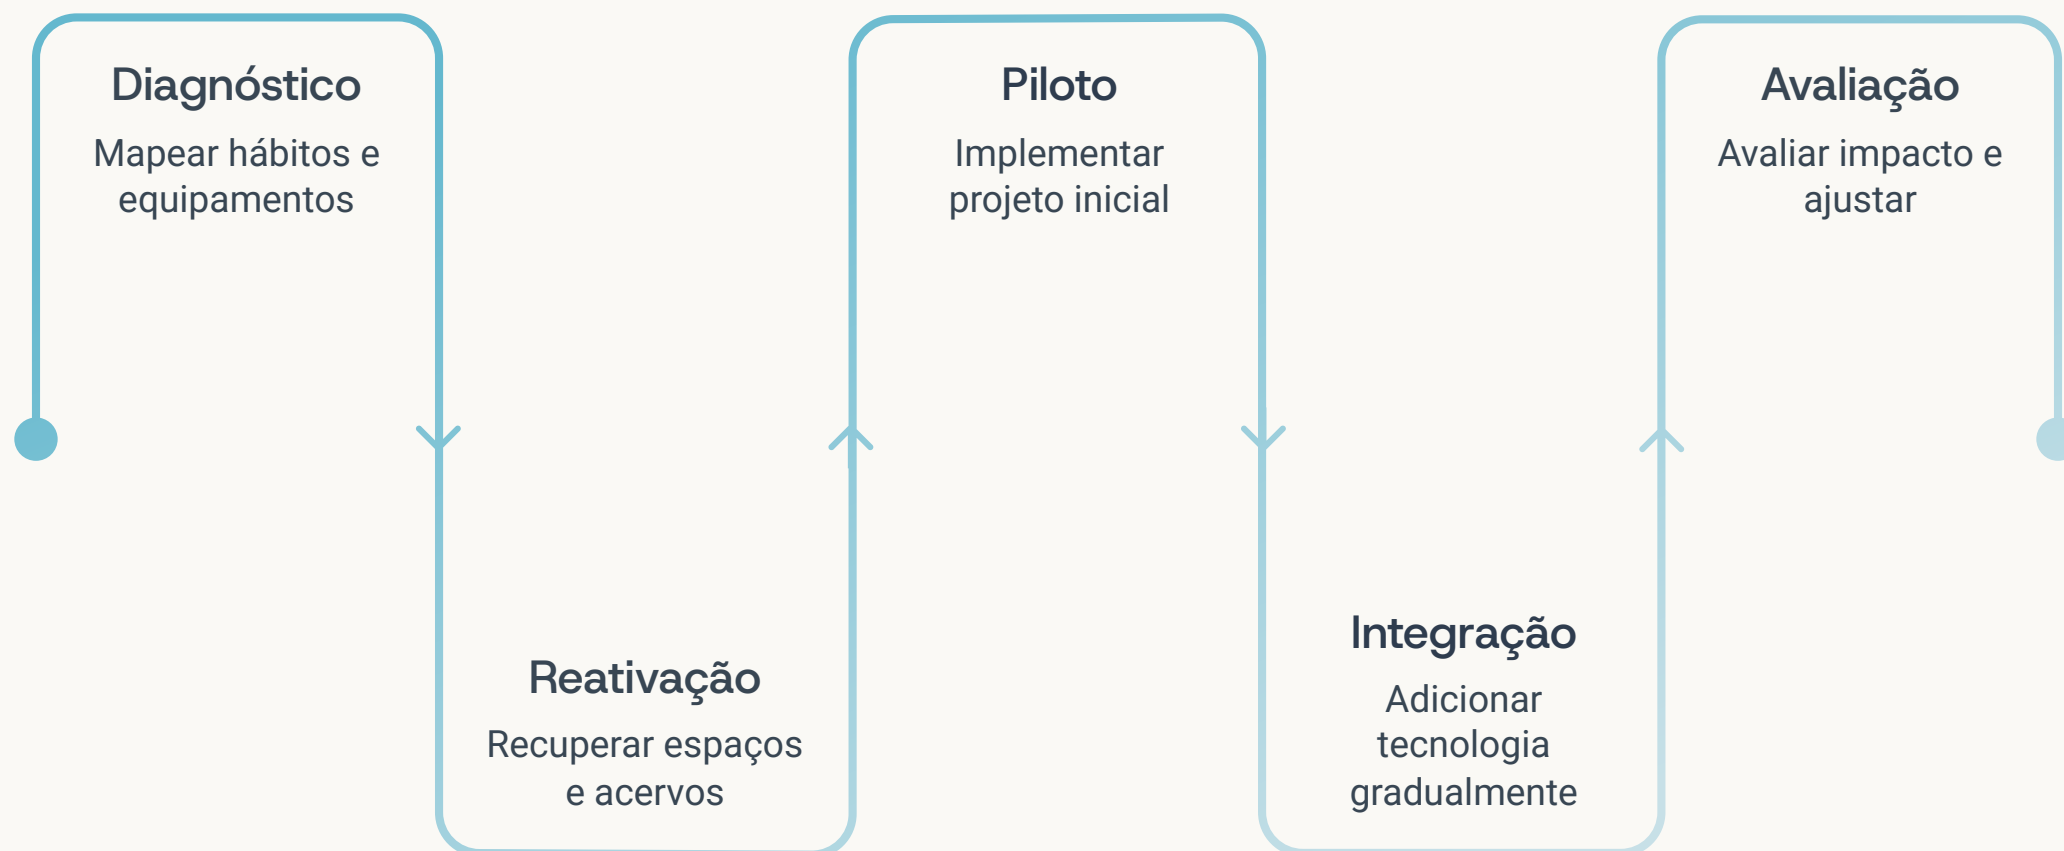 Diagnóstico
Mapear hábitos e
equipamentos
Reativação
Recuperar espaços
e acervos
Piloto
Implementar
projeto inicial
Integração
Adicionar
tecnologia
gradualmente
Avaliação
Avaliar impacto e
ajustar